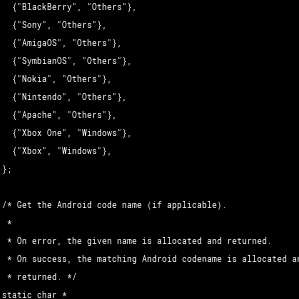 {"BlackBerry", "Others"},
{"Sony", "Others"},
{"AmigaOS", "Others"},
{"SymbianOS", "Others"},
{"Nokia", "Others"},
{"Nintendo", "Others"},
{"Apache", "Others"},
{"Xbox One", "Windows"},
{"Xbox", "Windows"},
};
/* Get the Android code name (if applicable).
*
* On error, the given name is allocated and returned.
* On success, the matching Android codename is allocated
* returned. */
static char *